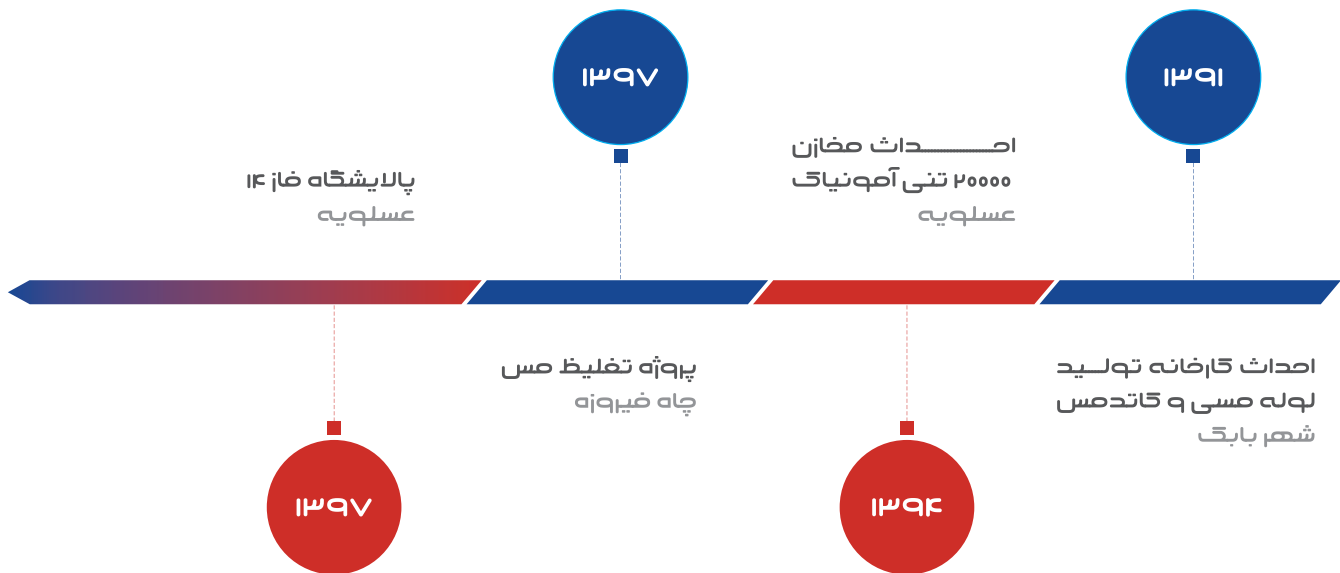 ۱۳۹۱
احداث کارخانه تولید
لوله مسی و کاتدمس
شهر بابک
احداث مخازن
۲۰۰۰۰ تنی آمونیاک
عسلویه
۱۳۹۴
۱۳۹۷
پروژه تغلیظ مس
چاه فیروزه
پالایشگاه فاز ۱۴
عسلویه
۱۳۹۷